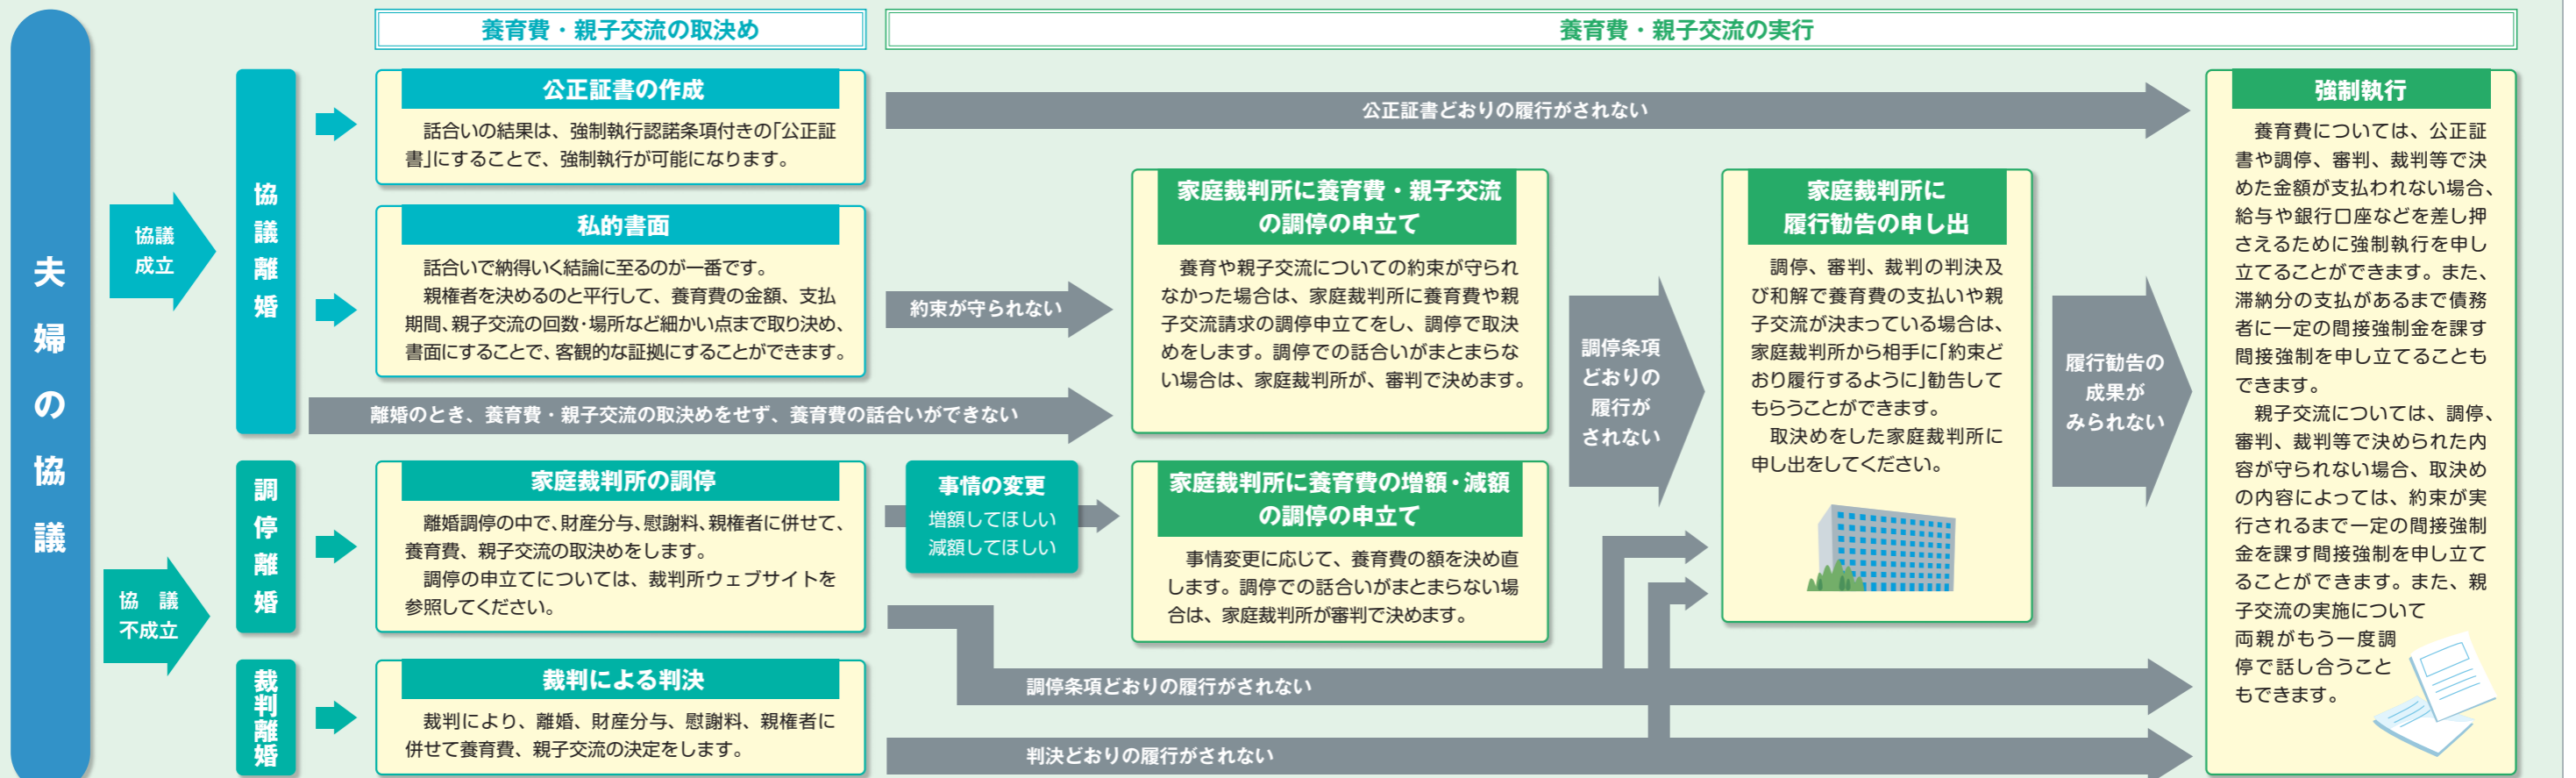 夫婦の協議
養育費・親子交流の取決め
養育費・親子交流の実行
協議
成立
協議離婚
公正証書の作成
話合いの結果は、強制執行認諾条項付きの「公正証
書」にすることで、強制執行が可能になります。
公正証書どおりの履行がされない
私的書面
話合いで納得いく結論に至るのが一番です。
親権者を決めるのと平行して、養育費の金額、支払
期間、親子交流の回数・場所など細かい点まで取り決め、
書面にすることで、客観的な証拠にすることができます。
約束が守られない
離婚のとき、養育費・親子交流の取決めをせず、養育費の話合いができない
家庭裁判所に養育費・親子交流
の調停の申立て
養育や親子交流についての約束が守られ
なかった場合は、家庭裁判所に養育費や親
子交流請求の調停申立てをし、調停で取決
めをします。調停での話合いがまとまらな
い場合は、家庭裁判所が、審判で決めます。
協　議
不成立
調停離婚
家庭裁判所の調停
離婚調停の中で、財産分与、慰謝料、親権者に併せて、
養育費、親子交流の取決めをします。
調停の申立てについては、裁判所ウェブサイトを
参照してください。
事情の変更
増額してほしい
減額してほしい
家庭裁判所に養育費の増額・減額
の調停の申立て
事情変更に応じて、養育費の額を決め直
します。調停での話合いがまとまらない場
合は、家庭裁判所が審判で決めます。
調停条項
どおりの
履行が
されない
家庭裁判所に
履行勧告の申し出
調停、審判、裁判の判決及
び和解で養育費の支払いや親
子交流が決まっている場合は、
家庭裁判所から相手に「約束ど
おり履行するように」勧告して
もらうことができます。
取決めをした家庭裁判所に
申し出をしてください。
履行勧告の
成果が
みられない
裁判離婚
裁判による判決
裁判により、離婚、財産分与、慰謝料、親権者に
併せて養育費、親子交流の決定をします。
調停条項どおりの履行がされない
判決どおりの履行がされない
強制執行
養育費については、公正証
書や調停、審判、裁判等で決
めた金額が支払われない場合、
給与や銀行口座などを差し押
さえるために強制執行を申し
立てることができます。また、
滞納分の支払があるまで債務
者に一定の間接強制金を課す
間接強制を申し立てることも
できます。
親子交流については、調停、
審判、裁判等で決められた内
容が守られない場合、取決め
の内容によっては、約束が実
行されるまで一定の間接強制
金を課す間接強制を申し立て
ることができます。また、親
子交流の実施について
両親がもう一度調
停で話し合うこと
もできます。